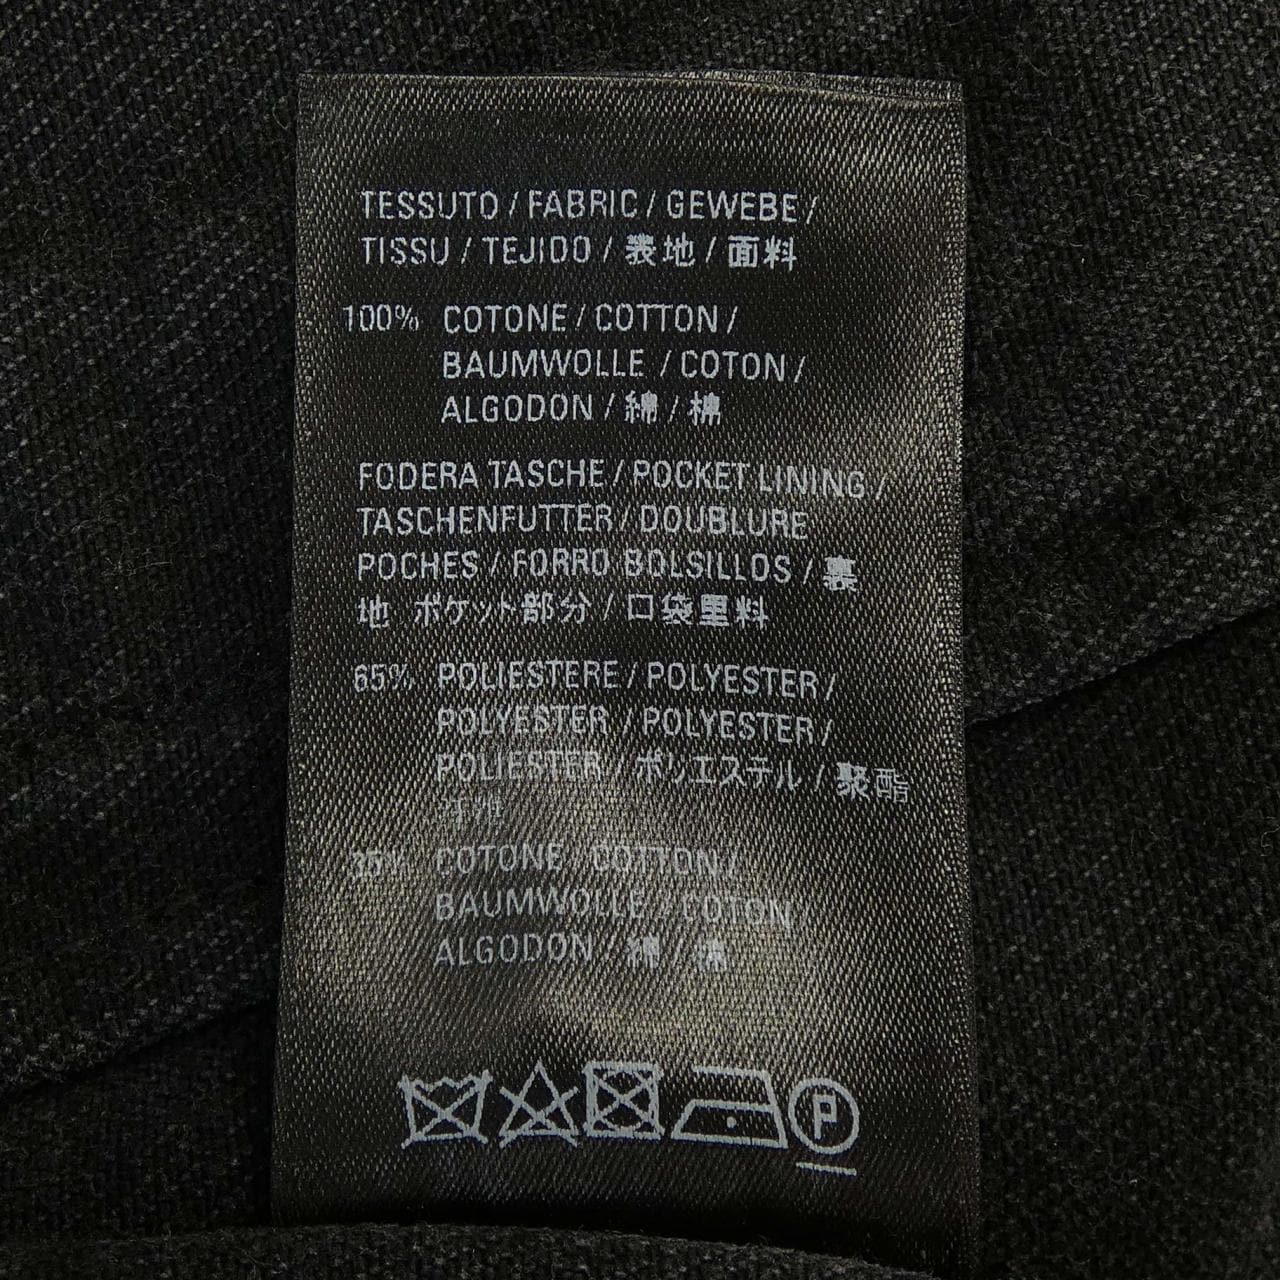 TESSUTO / FABRIC / GEWEBE /
TISSU / TEJIDO / 表地 / 面料
100% COTONE / COTTON /
BAUMWOLLE / COTON /
ALGODON / 綿 / 棉
FODERA TASCHE / POCKET LINING /
TASCHENFUTTER / DOUBLURE
POCHES / FORRO BOLSILLOS / 裏
地 ポケット部分 / 口袋里料
65% POLIESTERE / POLYESTER /
POLYESTER / POLYESTER /
POLIESTER / ポリエステル / 聚酯
35% COTONE / COTTON /
BAUMWOLLE / COTON /
ALGODON / 綿 / 棉
P